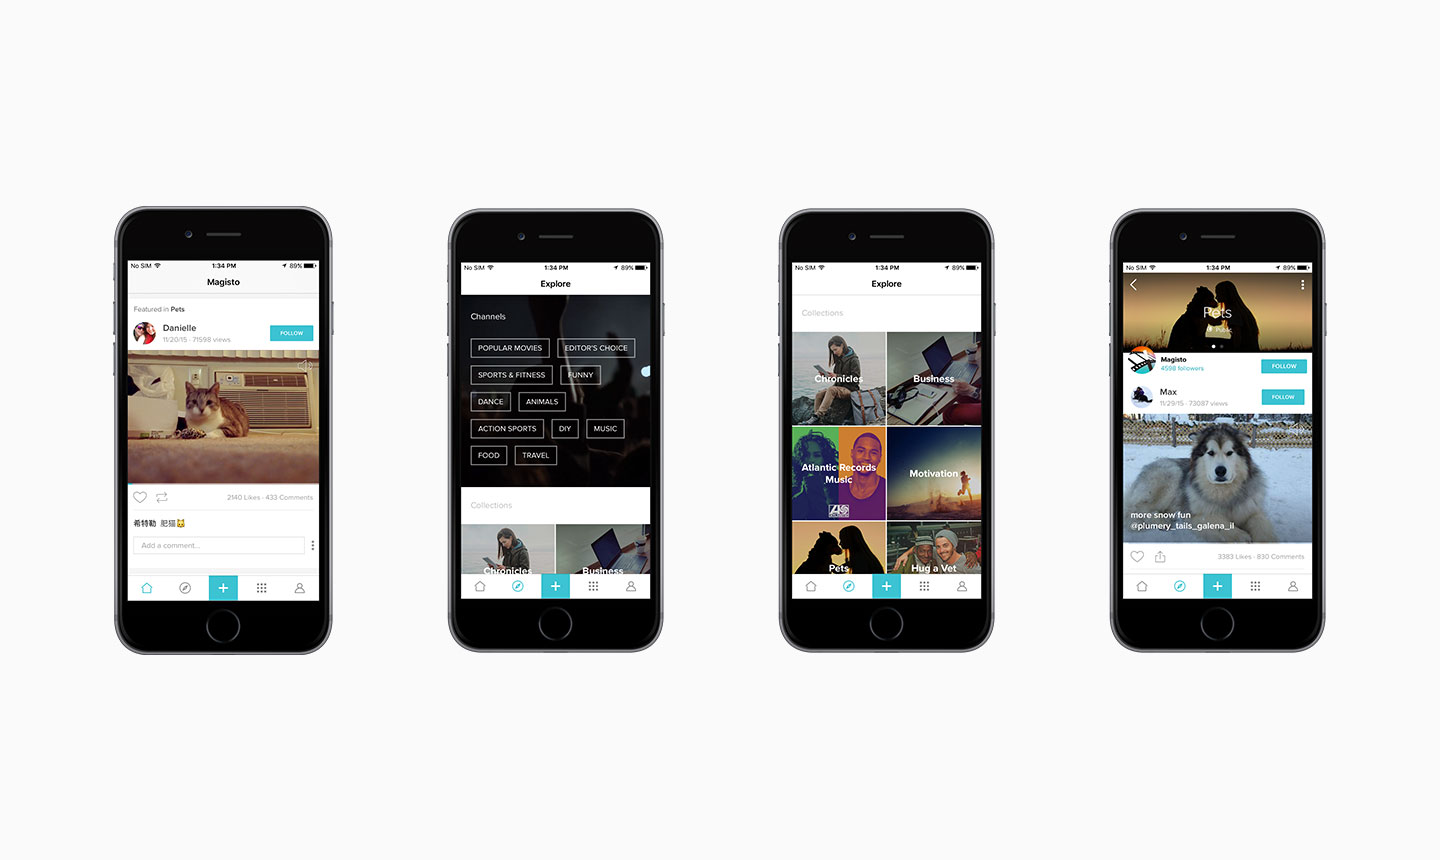 No SIM 1:34 PM 89%
Magisto
Featured in Pets
Danielle
11/20/15 · 71598 views
FOLLOW
2140 Likes · 433 Comments
希特勒 肥猫🐱
Add a comment...
No SIM 1:34 PM 89%
Explore
Channels
POPULAR MOVIES EDITOR'S CHOICE
SPORTS & FITNESS FUNNY
DANCE ANIMALS
ACTION SPORTS DIY MUSIC
FOOD TRAVEL
Collections
Chronicles Business
No SIM 1:34 PM 89%
Explore
Collections
Chronicles Business
Atlantic Records
Music
Motivation
Pets Hug a Vet
No SIM 1:34 PM 89%
Pets
Public
Magisto
4598 followers
FOLLOW
Max
11/29/15 · 73087 views
FOLLOW
more snow fun
@plumery_tails_galena_il
3383 Likes · 830 Comments